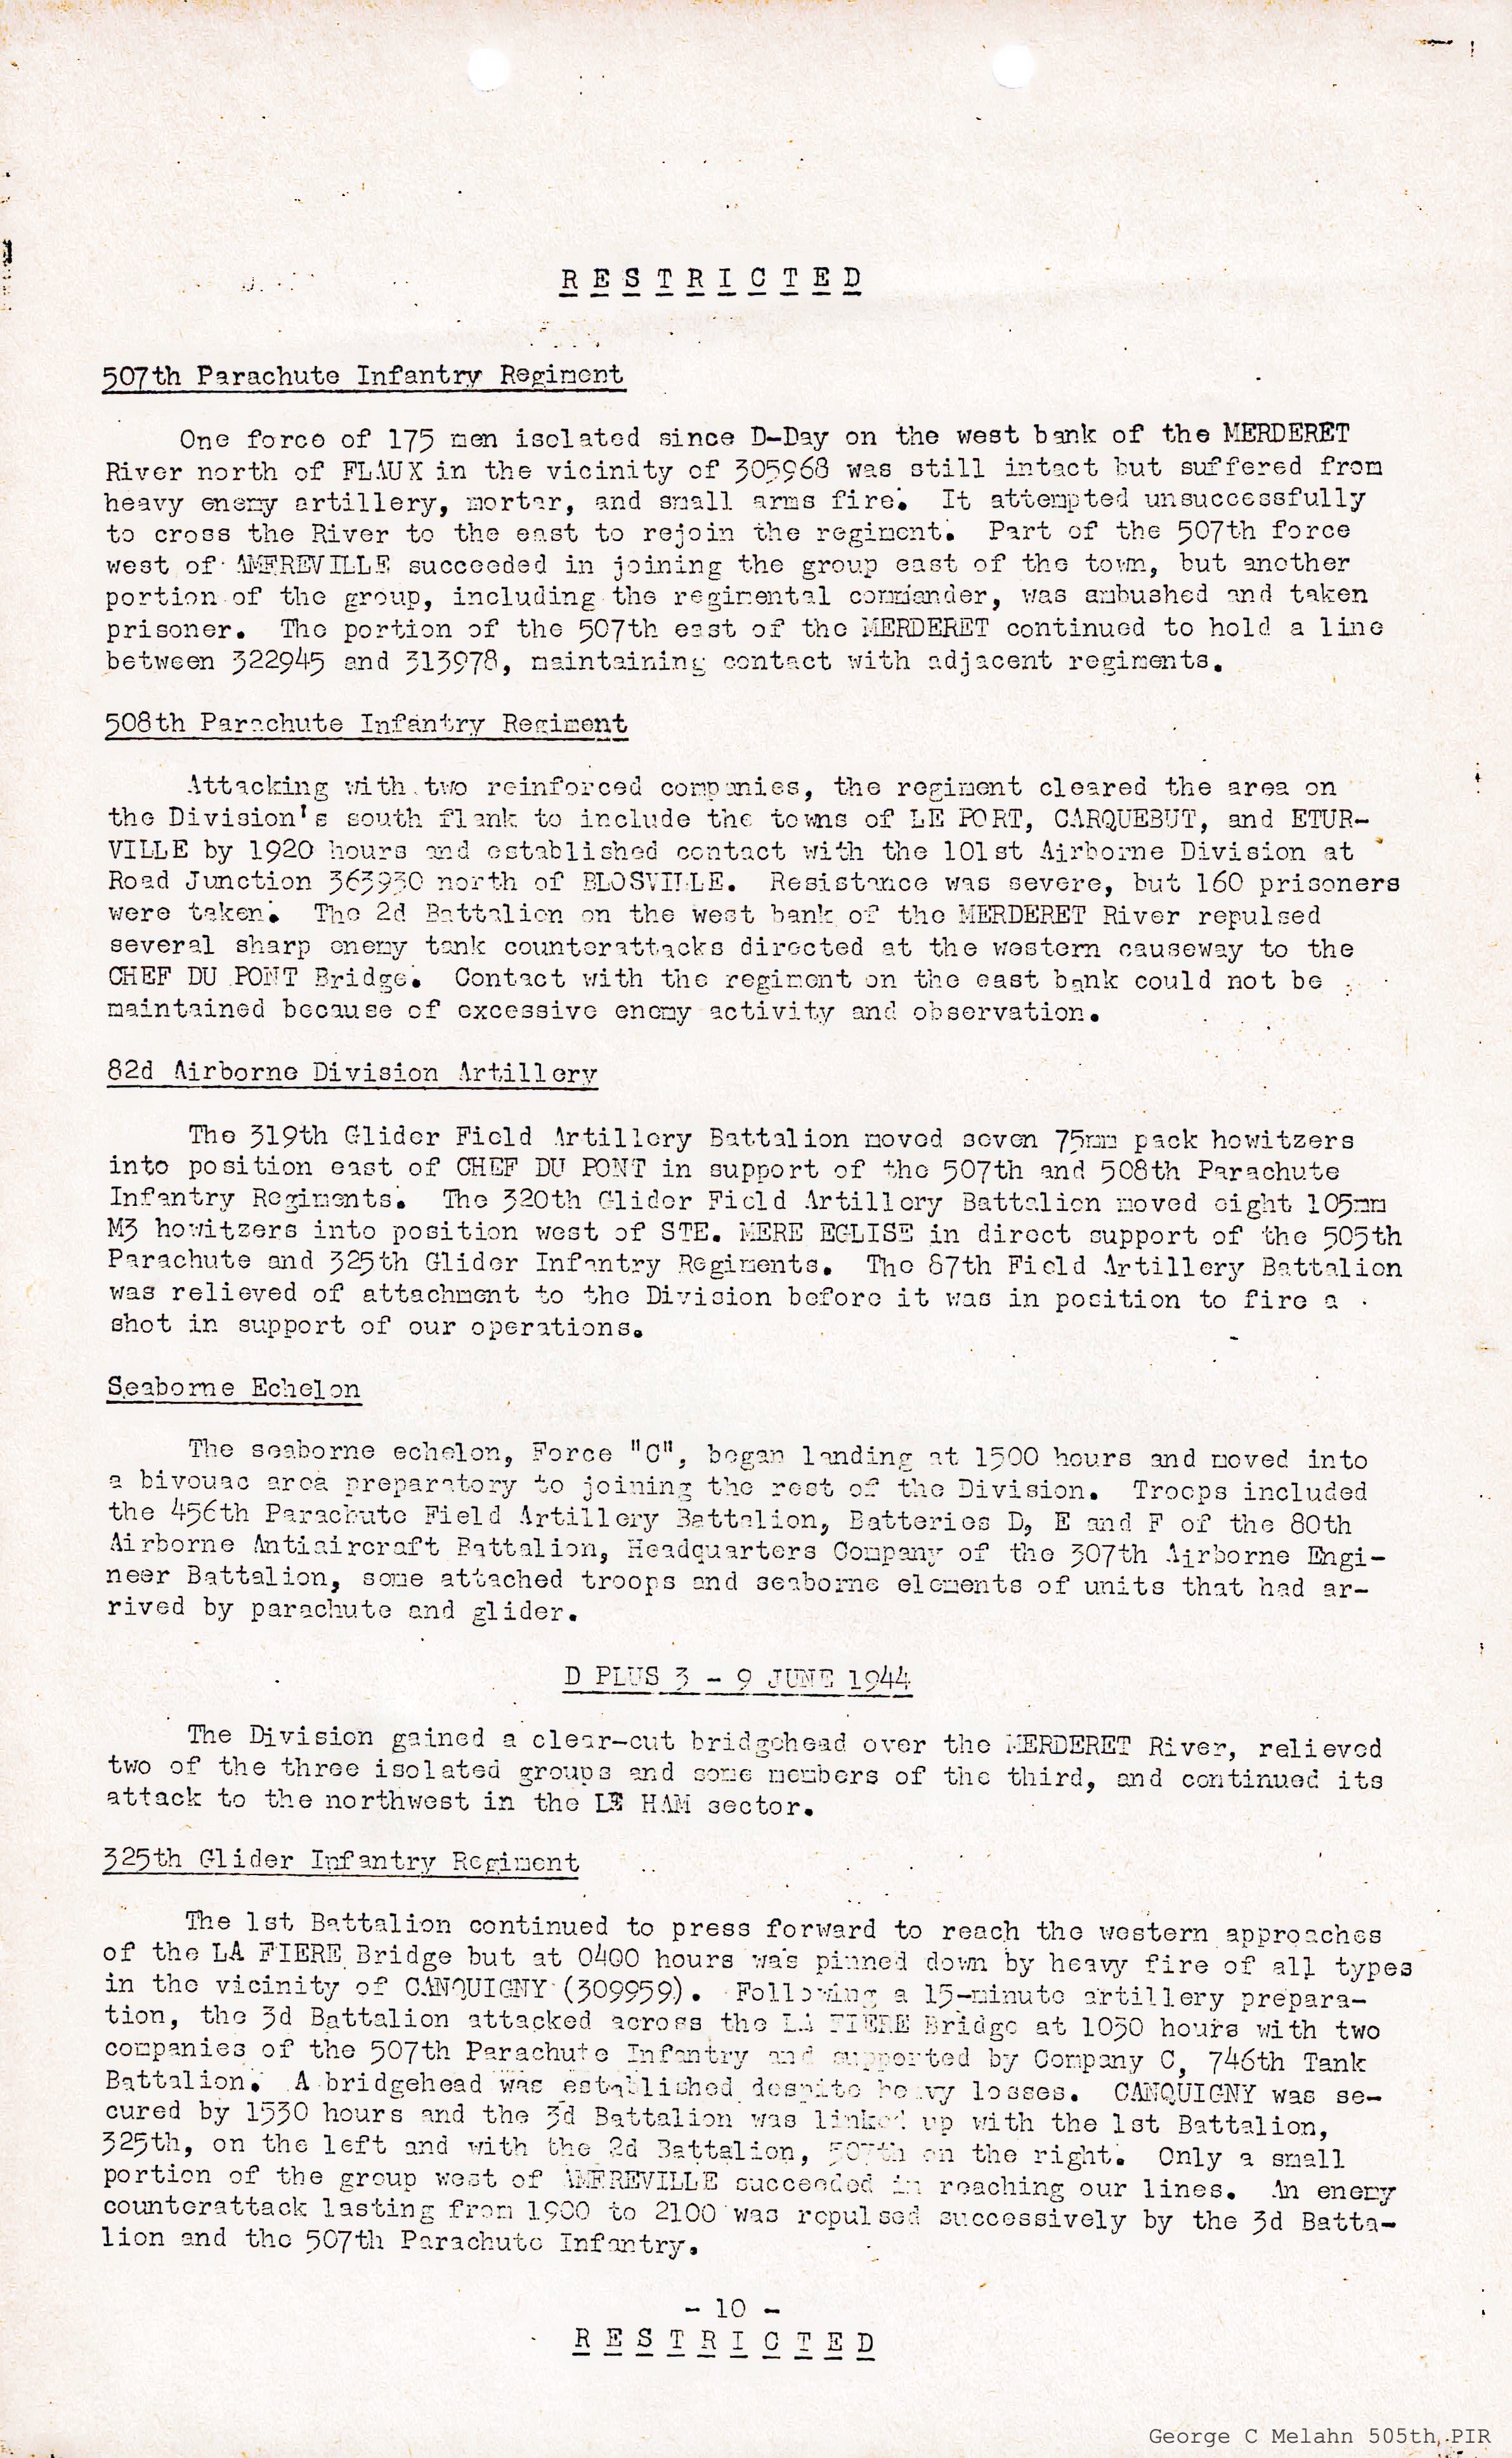 R E S T R I C T E D
507th Parachute Infantry Regiment
One force of 175 men isolated since D-Day on the west bank of the MERDERET
River north of FLAUX in the vicinity of 305968 was still intact but suffered from
heavy enemy artillery, mortar, and small arms fire. It attempted unsuccessfully
to cross the River to the east to rejoin the regiment. Part of the 507th force
west of AMFREVILLE succeeded in joining the group east of the town, but another
portion of the group, including the regimental commander, was ambushed and taken
prisoner. The portion of the 507th east of the MERDERET continued to hold a line
between 322945 and 313978, maintaining contact with adjacent regiments.
508th Parachute Infantry Regiment
Attacking with two reinforced companies, the regiment cleared the area on
the Division's south flank to include the towns of LE PORT, CARQUEBUT, and ETUR-
VILLE by 1920 hours and established contact with the 101st Airborne Division at
Road Junction 363930 north of BLOSVILLE. Resistance was severe, but 160 prisoners
were taken. The 2d Battalion on the west bank of the MERDERET River repulsed
several sharp enemy tank counterattacks directed at the western causeway to the
CHEF DU PONT Bridge. Contact with the regiment on the east bank could not be
maintained because of excessive enemy activity and observation.
82d Airborne Division Artillery
The 319th Glider Field Artillery Battalion moved seven 75mm pack howitzers
into position east of CHEF DU PONT in support of the 507th and 508th Parachute
Infantry Regiments. The 320th Glider Field Artillery Battalion moved eight 105mm
M3 howitzers into position west of STE. MERE EGLISE in direct support of the 505th
Parachute and 325th Glider Infantry Regiments. The 87th Field Artillery Battalion
was relieved of attachment to the Division before it was in position to fire a
shot in support of our operations.
Seaborne Echelon
The seaborne echelon, Force "C", began landing at 1500 hours and moved into
a bivouac area preparatory to joining the rest of the Division. Troops included
the 456th Parachute Field Artillery Battalion, Batteries D, E and F of the 80th
Airborne Antiaircraft Battalion, Headquarters Company of the 307th Airborne Engi-
neer Battalion, some attached troops and seaborne elements of units that had ar-
rived by parachute and glider.
D PLUS 3 - 9 JUNE 1944
The Division gained a clear-cut bridgehead over the MERDERET River, relieved
two of the three isolated groups and some members of the third, and continued its
attack to the northwest in the LE HAM sector.
325th Glider Infantry Regiment
The 1st Battalion continued to press forward to reach the western approaches
of the LA FIERE Bridge but at 0400 hours was pinned down by heavy fire of all types
in the vicinity of CANQUIGNY (309959). Following a 15-minute artillery prepara-
tion, the 3d Battalion attacked across the LA FIERE Bridge at 1030 hours with two
companies of the 507th Parachute Infantry and supported by Company C, 746th Tank
Battalion. A bridgehead was established despite heavy losses. CANQUIGNY was se-
cured by 1530 hours and the 3d Battalion was linked up with the 1st Battalion,
325th, on the left and with the 2d Battalion, 507th on the right. Only a small
portion of the group west of AMFREVILLE succeeded in reaching our lines. An enemy
counterattack lasting from 1900 to 2100 was repulsed successively by the 3d Batta-
lion and the 507th Parachute Infantry.
- 10 -
R E S T R I C T E D
George C Melahn 505th, PIR